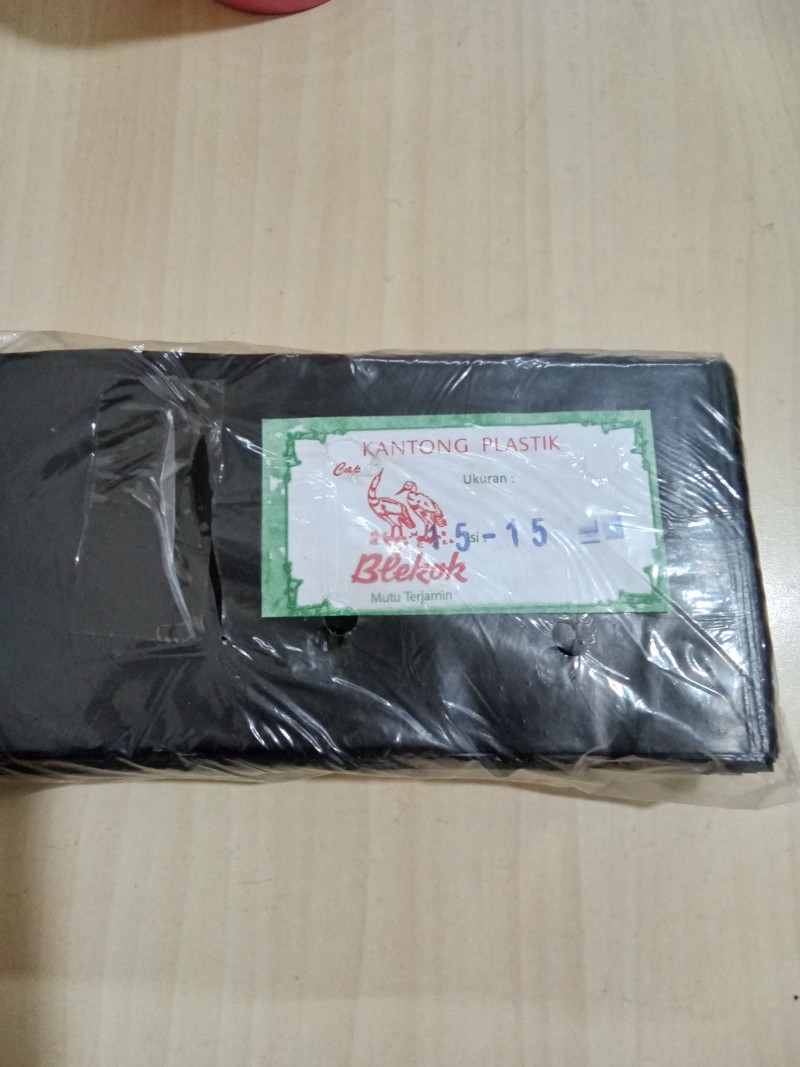 KANTONG PLASTIK
Cap
Ukuran :
15-15
Blekok
Mutu Terjamin